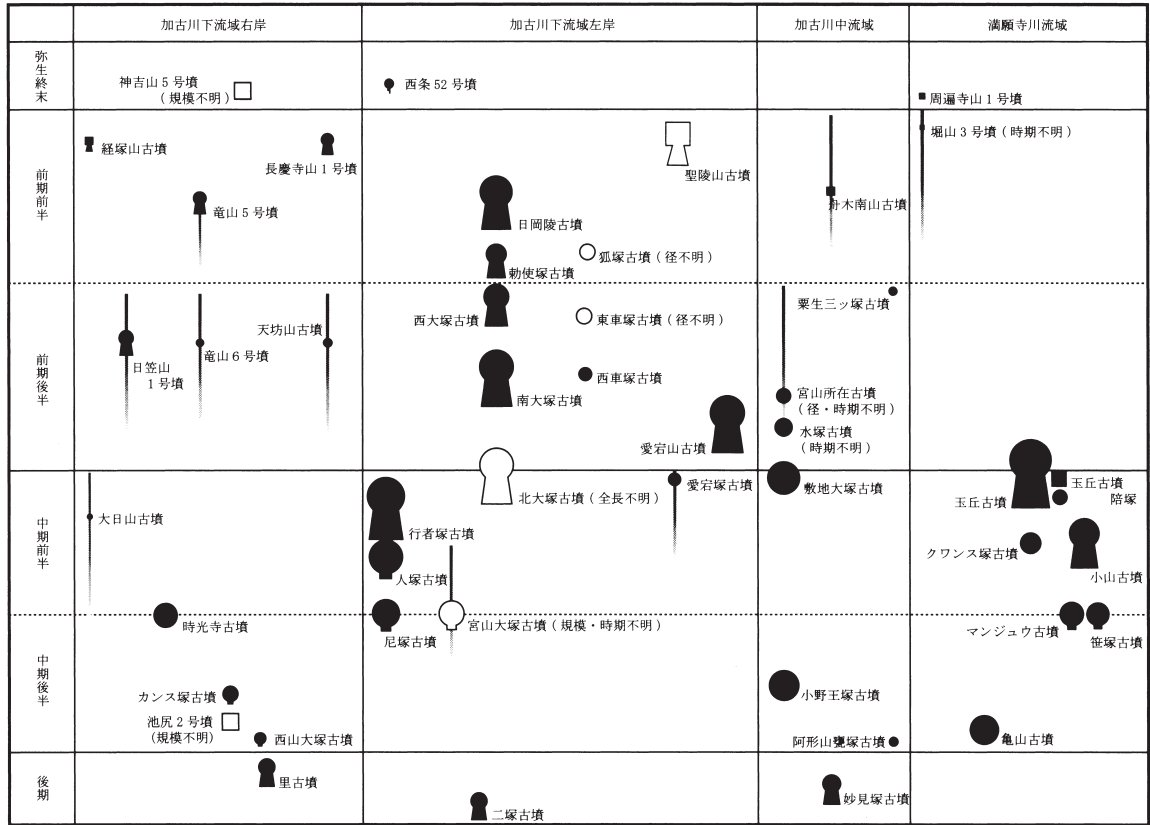 加古川下流域右岸
加古川下流域左岸
加古川中流域
満願寺川流域
弥生終末
神吉山5号墳
(規模不明)
西条52号墳
周遍寺山1号墳
前期前半
経塚山古墳
長慶寺山1号墳
竜山5号墳
聖陵山古墳
日岡陵古墳
狐塚古墳(径不明)
勅使塚古墳
舟木南山古墳
堀山3号墳(時期不明)
前期後半
日笠山
1号墳
竜山6号墳
天坊山古墳
西大塚古墳
東車塚古墳(径不明)
西車塚古墳
南大塚古墳
愛宕山古墳
粟生三ッ塚古墳
宮山所在古墳
(径・時期不明)
水塚古墳
(時期不明)
中期前半
大日山古墳
北大塚古墳(全長不明)
愛宕塚古墳
行者塚古墳
人塚古墳
敷地大塚古墳
玉丘古墳
玉丘古墳
陪塚
クワンス塚古墳
小山古墳
中期後半
時光寺古墳
カンス塚古墳
池尻2号墳
(規模不明)
西山大塚古墳
尼塚古墳
宮山大塚古墳(規模・時期不明)
小野王塚古墳
阿形山甕塚古墳
マンジュウ古墳
笹塚古墳
亀山古墳
後期
里古墳
二塚古墳
妙見塚古墳